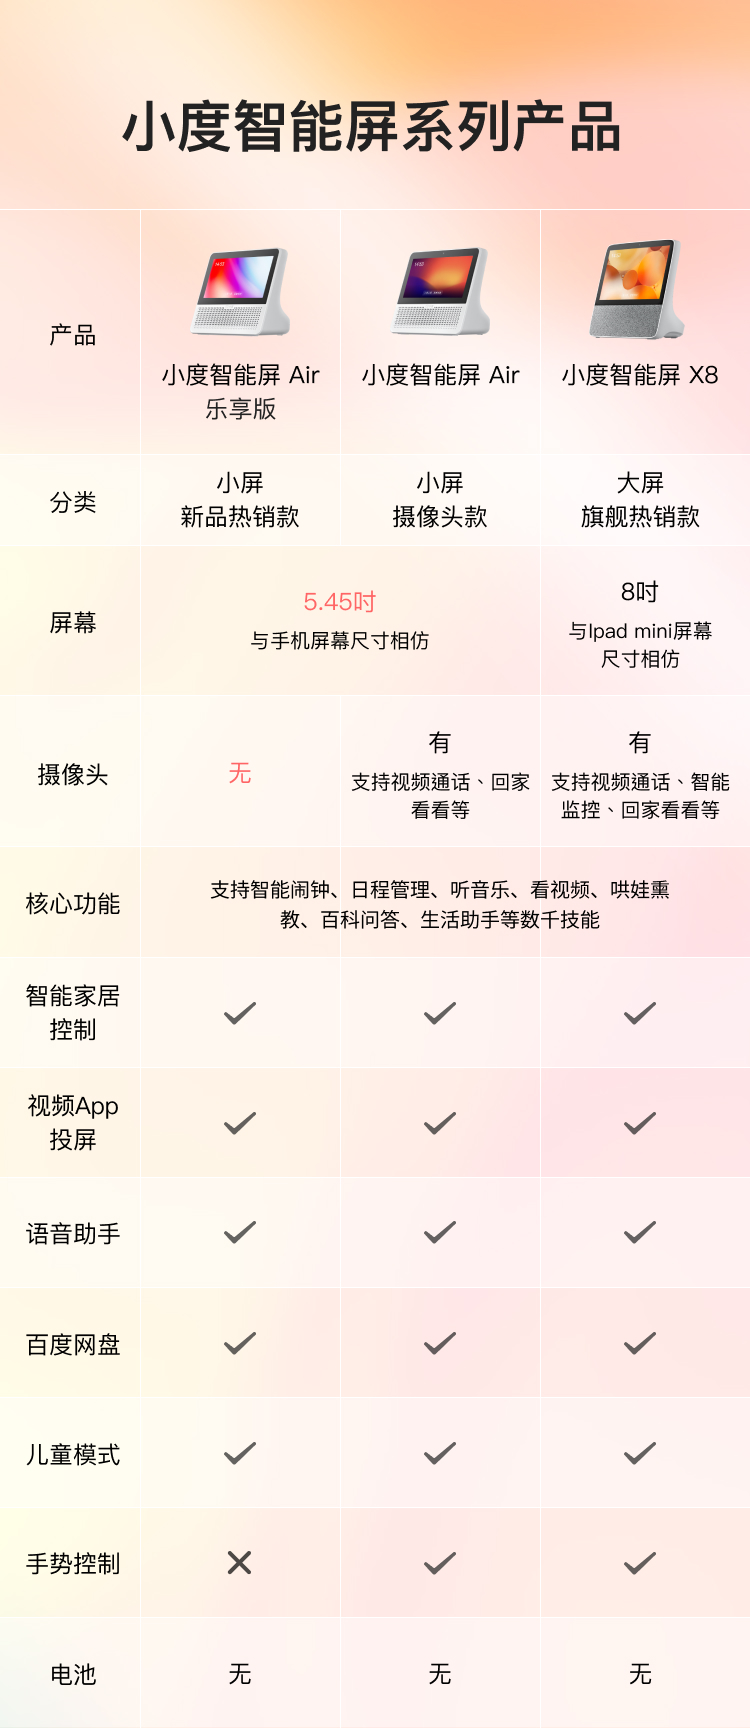 小度智能屏系列产品
产品
小度智能屏 Air
乐享版
小度智能屏 Air
小度智能屏 X8
分类
小屏
新品热销款
小屏
摄像头款
大屏
旗舰热销款
屏幕
5.45吋
与手机屏幕尺寸相仿
8吋
与Ipad mini屏幕
尺寸相仿
摄像头
无
有
支持视频通话、回家
看看等
有
支持视频通话、智能
监控、回家看看等
核心功能
支持智能闹钟、日程管理、听音乐、看视频、哄娃熏
教、百科问答、生活助手等数千技能
智能家居
控制
视频App
投屏
语音助手
百度网盘
儿童模式
手势控制
电池
无
无
无